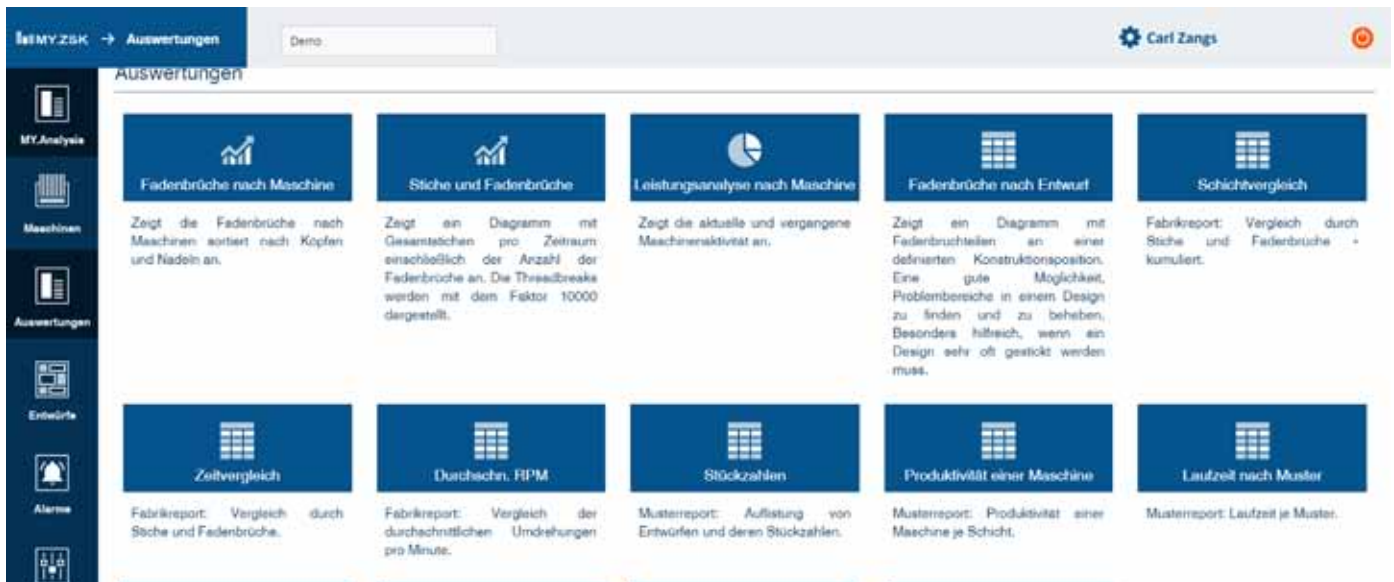 MY.ZSK → Auswertungen
Demo
Carl Zangs
Auswertungen
MY.Analysis
Maschinen
Auswertungen
Entwürfe
Alarme
Fadenbrüche nach Maschine
Zeigt die Fadenbrüche nach
Maschinen sortiert nach Köpfen
und Nadeln an.
Stiche und Fadenbrüche
Zeigt ein Diagramm mit
Gesamtstichen pro Zeitraum
einschließlich der Anzahl der
Fadenbrüche an. Die Threadbreaks
werden mit dem Faktor 10000
dargestellt.
Leistungsanalyse nach Maschine
Zeigt die aktuelle und vergangene
Maschinenaktivität an.
Fadenbrüche nach Entwurf
Zeigt ein Diagramm mit
Fadenbruchteilen an einer
definierten Konstruktionsposition.
Eine gute Möglichkeit,
Problembereiche in einem Design
zu finden und zu beheben.
Besonders hilfreich, wenn ein
Design sehr oft gestickt werden
muss.
Schichtvergleich
Fabrikreport: Vergleich durch
Stiche und Fadenbrüche -
kumuliert.
Zeitvergleich
Fabrikreport: Vergleich durch
Stiche und Fadenbrüche.
Durchschn. RPM
Fabrikreport: Vergleich der
durchschnittlichen Umdrehungen
pro Minute.
Stückzahlen
Musterreport: Auflistung von
Entwürfen und deren Stückzahlen.
Produktivität einer Maschine
Musterreport: Produktivität einer
Maschine je Schicht.
Laufzeit nach Muster
Musterreport: Laufzeit je Muster.